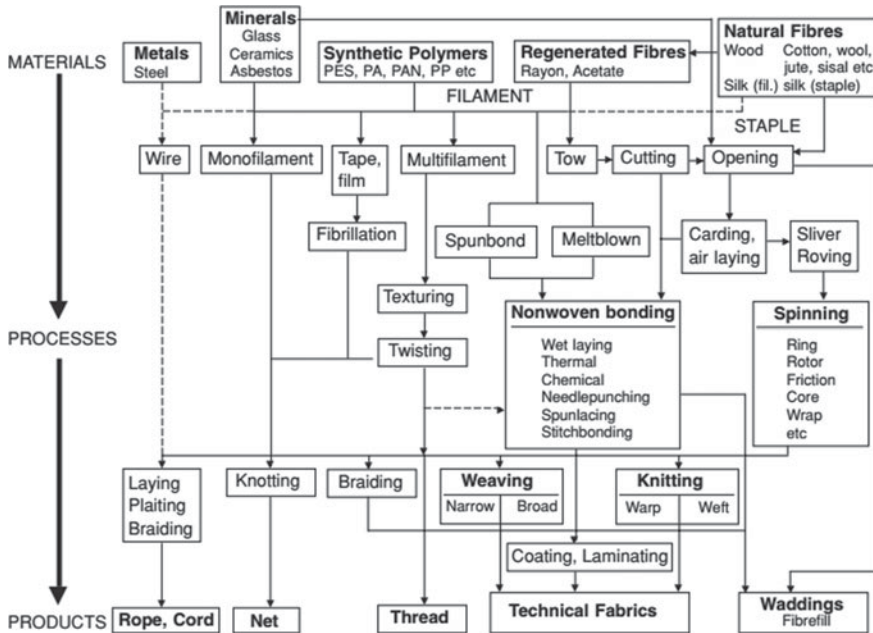 MATERIALS
PROCESSES
PRODUCTS
Metals
Steel
Minerals
Glass
Ceramics
Asbestos
Synthetic Polymers
PES, PA, PAN, PP etc
Regenerated Fibres
Rayon, Acetate
Natural Fibres
Wood Cotton, wool,
jute, sisal etc
Silk (fil.) silk (staple)
FILAMENT
STAPLE
Wire
Monofilament
Tape,
film
Multifilament
Tow
Cutting
Opening
Fibrillation
Spunbond
Meltblown
Carding,
air laying
Sliver
Roving
Texturing
Twisting
Nonwoven bonding
Wet laying
Thermal
Chemical
Needlepunching
Spunlacing
Stitchbonding
Spinning
Ring
Rotor
Friction
Core
Wrap
etc
Laying
Plaiting
Braiding
Knotting
Braiding
Weaving
Narrow Broad
Knitting
Warp Weft
Coating, Laminating
Rope, Cord
Net
Thread
Technical Fabrics
Waddings
Fibrefill